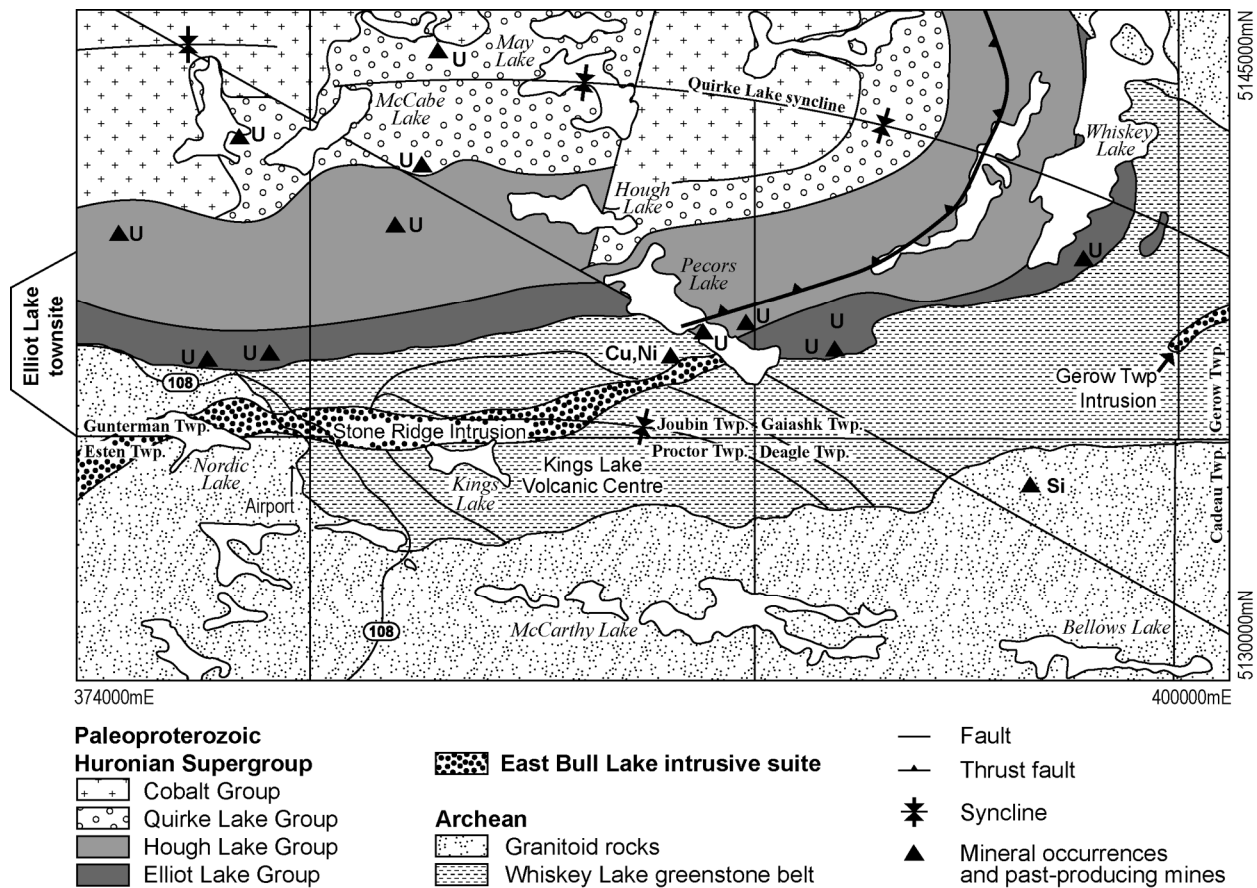 May
Lake
U
McCabe
Lake
U
U
Quirke Lake syncline
Whiskey
Lake
Hough
Lake
U
U
Pecors
Lake
U
U
U
U
U
U
U
Cu,Ni
108
Elliot Lake
townsite
Gerow Twp
Intrusion
Gerow Twp.
Gunterman Twp.
Esten Twp.
Stone Ridge Intrusion
Joubin Twp.
Gaiashk Twp.
Proctor Twp.
Deagle Twp.
Nordic
Lake
Kings
Lake
Kings Lake
Volcanic Centre
Airport
Si
Cadeau Twp.
108
McCarthy Lake
Bellows Lake
5145000mN
5130000mN
374000mE
400000mE
Paleoproterozoic
Huronian Supergroup
Cobalt Group
Quirke Lake Group
Hough Lake Group
Elliot Lake Group
East Bull Lake intrusive suite
Archean
Granitoid rocks
Whiskey Lake greenstone belt
Fault
Thrust fault
Syncline
Mineral occurrences
and past-producing mines